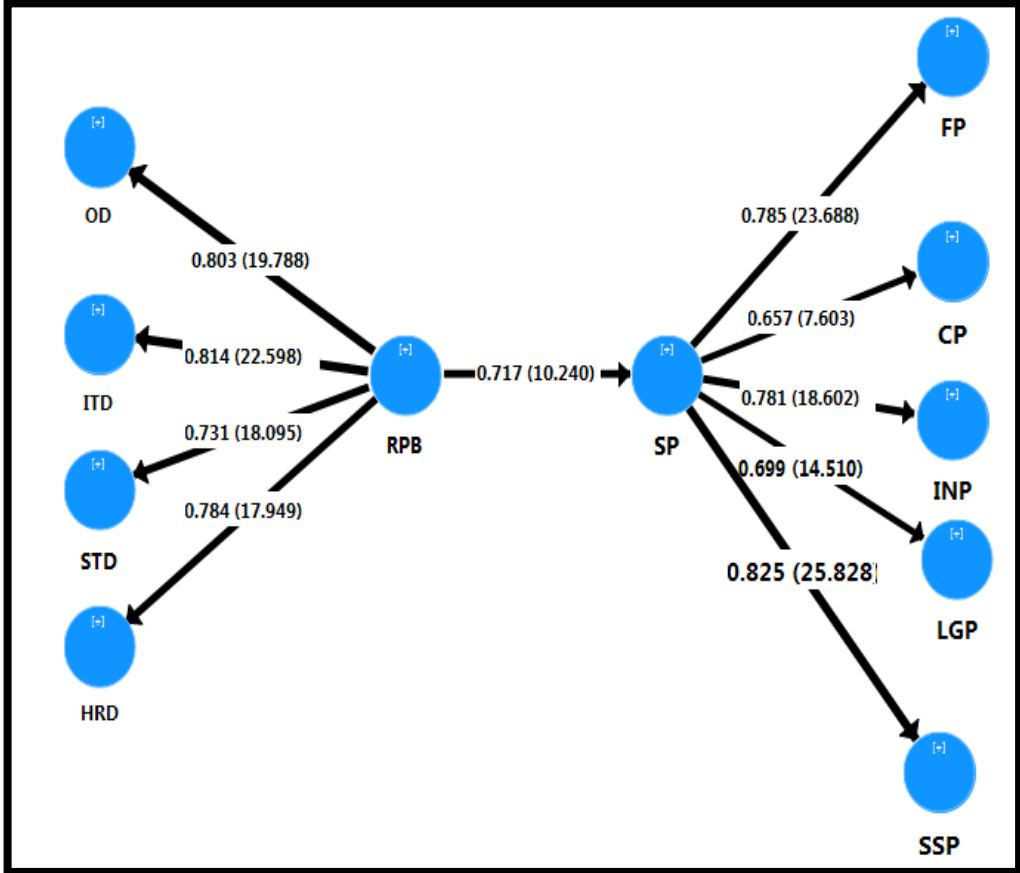 [+]
FP
[+]
OD
0.785 (23.688)
0.803 (19.788)
[+]
CP
[+]
ITD
0.814 (22.598)
0.657 (7.603)
[+]
RPB
0.717 (10.240)
[+]
SP
0.781 (18.602)
[+]
INP
0.731 (18.095)
[+]
STD
0.699 (14.510)
0.784 (17.949)
[+]
LGP
0.825 (25.828)
[+]
HRD
[+]
SSP